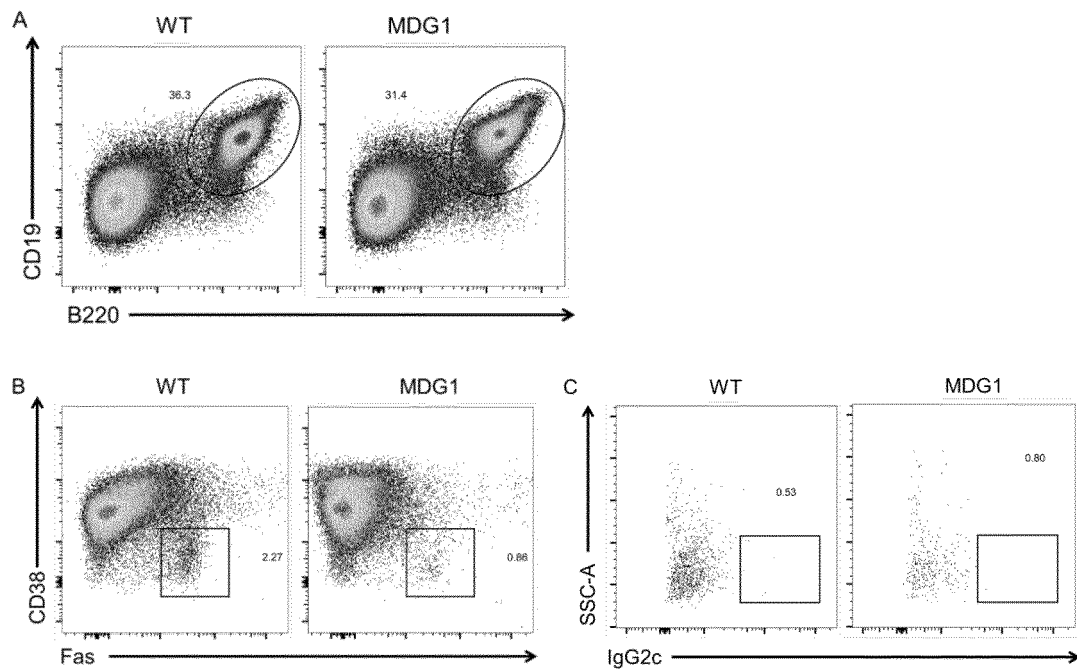 A
WT
MDG1
36.3
31.4
CD19
B220
B
WT
MDG1
2.27
0.86
CD38
Fas
C
WT
MDG1
0.53
0.80
SSC-A
IgG2c